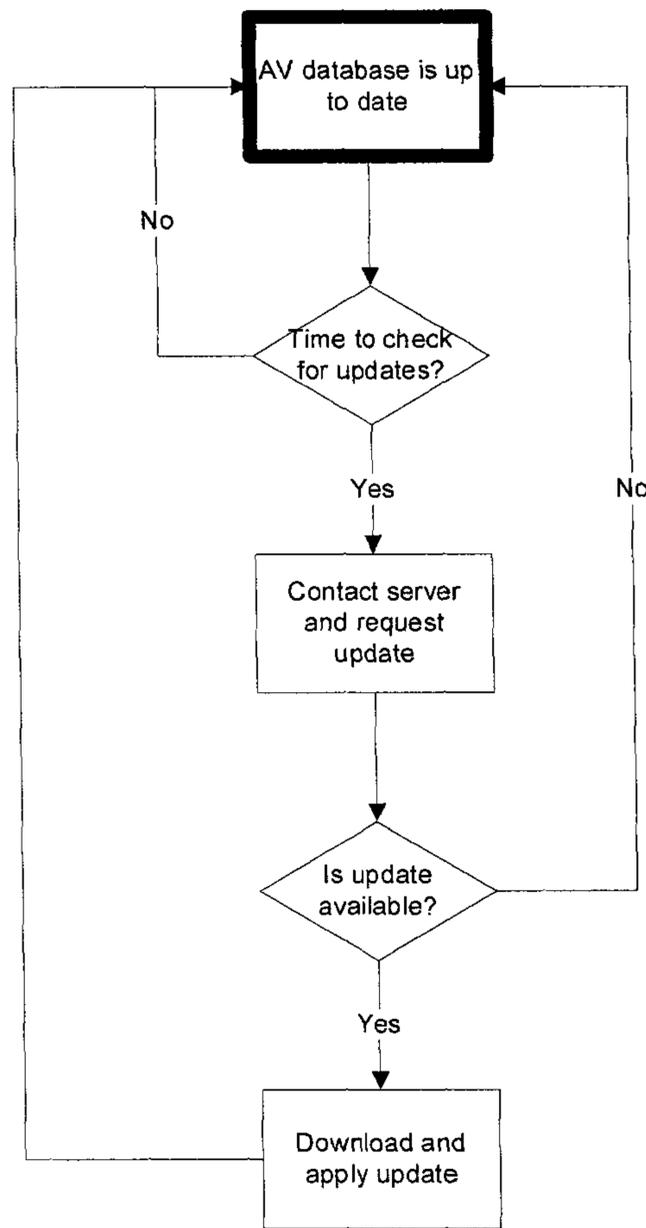 AV database is up
to date
No
Time to check
for updates?
Yes
No
Contact server
and request
update
Is update
available?
Yes
Download and
apply update